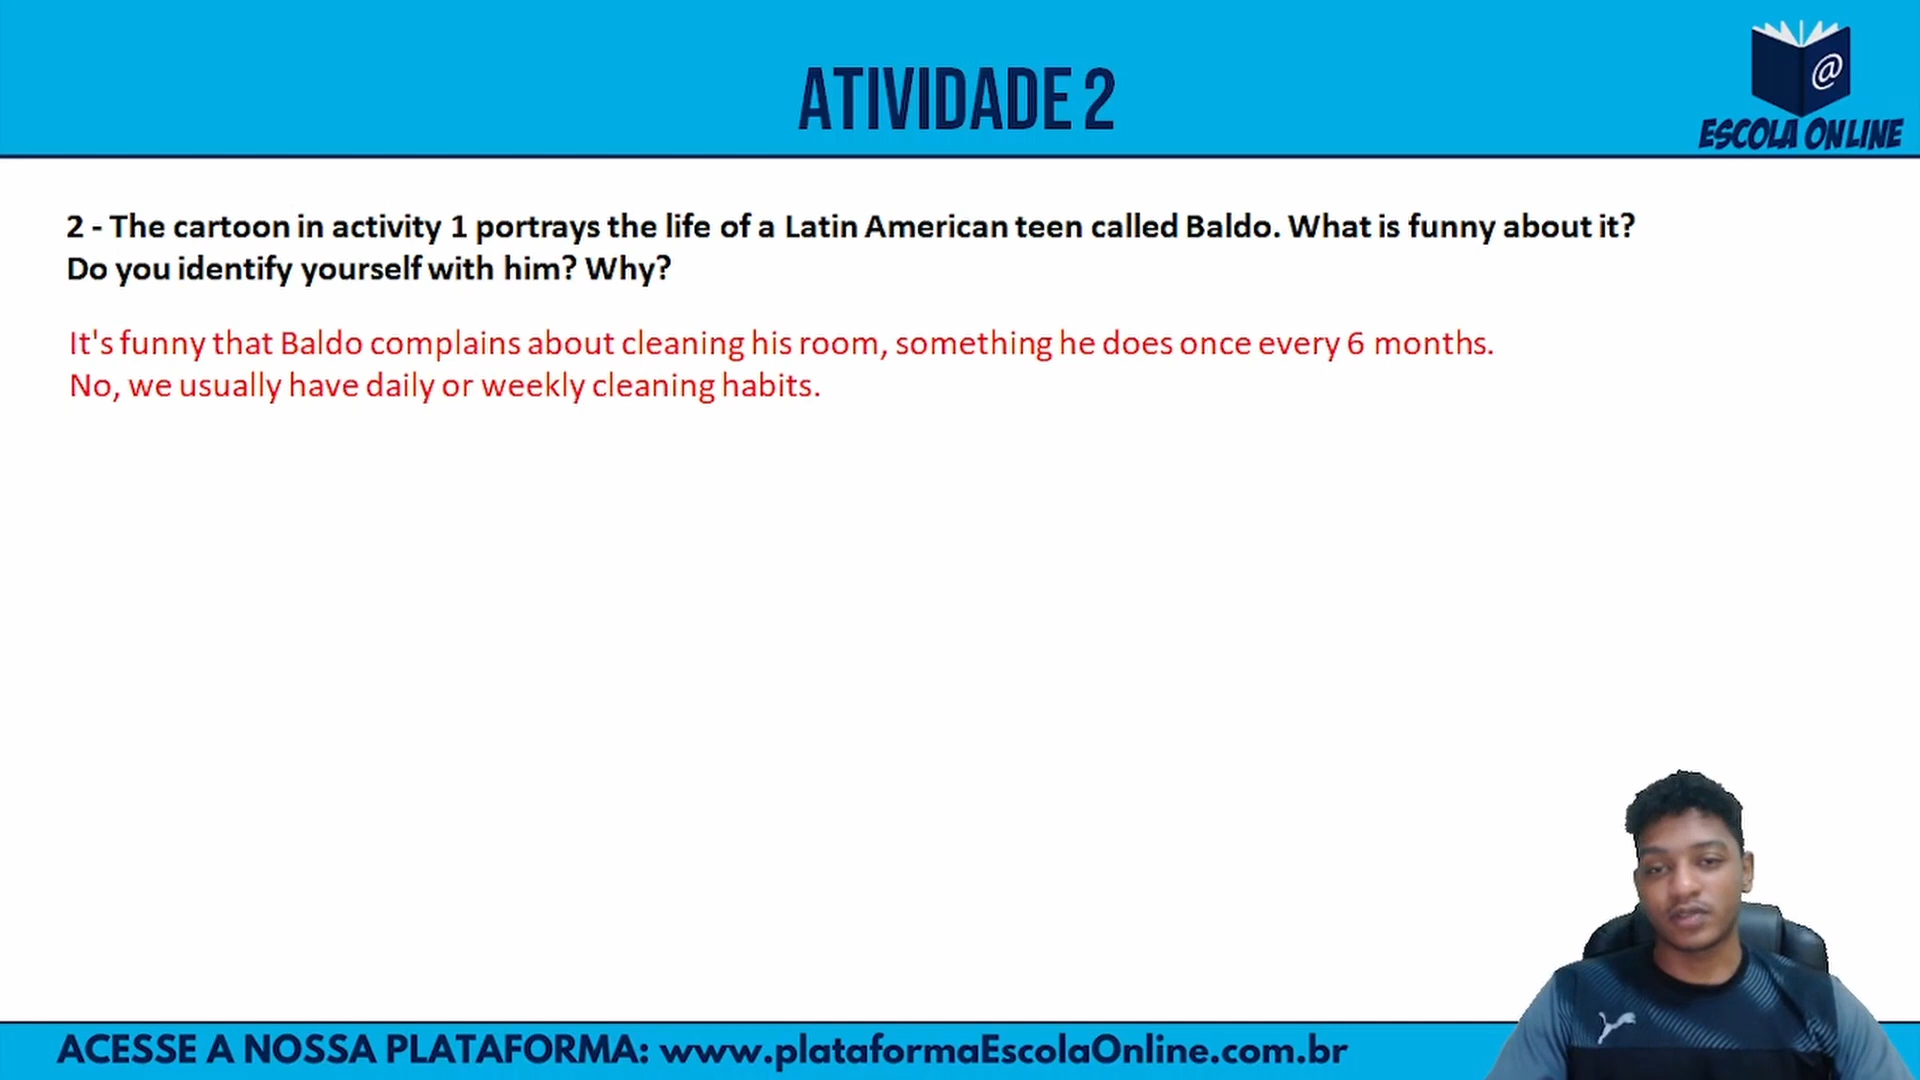 ATIVIDADE 2
@
ESCOLA ONLINE
2 - The cartoon in activity 1 portrays the life of a Latin American teen called Baldo. What is funny about it?
Do you identify yourself with him? Why?
It's funny that Baldo complains about cleaning his room, something he does once every 6 months.
No, we usually have daily or weekly cleaning habits.
ACESSE A NOSSA PLATAFORMA: www.plataformaEscolaOnline.com.br